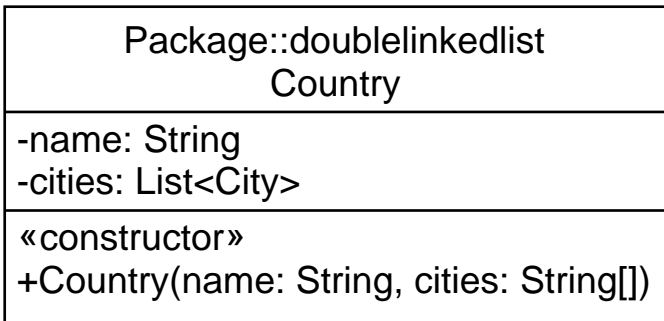 Package::doublelinkedlist
Country
-name: String
-cities: List<City>
«constructor»
+Country(name: String, cities: String[])